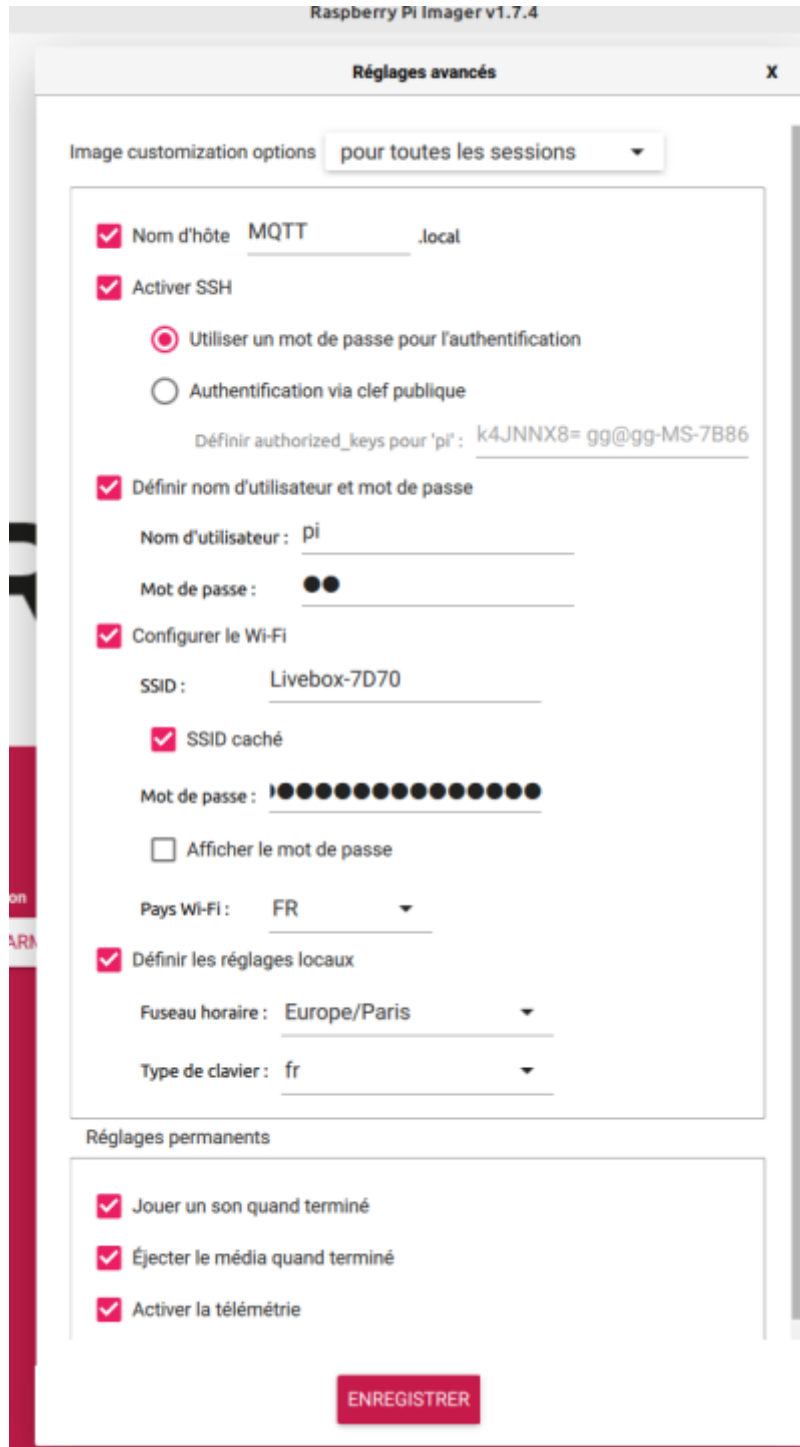 Raspberry Pi Imager v1.7.4
Réglages avancés X
Image customization options pour toutes les sessions
Nom d'hôte MQTT .local
Activer SSH
Utiliser un mot de passe pour l'authentification
Authentification via clef publique
Définir authorized_keys pour 'pi' : k4JNNX8= gg@gg-MS-7B86
Définir nom d'utilisateur et mot de passe
Nom d'utilisateur : pi
Mot de passe : ●●
Configurer le Wi-Fi
SSID : Livebox-7D70
SSID caché
Mot de passe : ●●●●●●●●●●●●●●●
Afficher le mot de passe
on
Pays Wi-Fi : FR
ARM
Définir les réglages locaux
Fuseau horaire : Europe/Paris
Type de clavier : fr
Réglages permanents
Jouer un son quand terminé
Éjecter le média quand terminé
Activer la télémétrie
ENREGISTRER